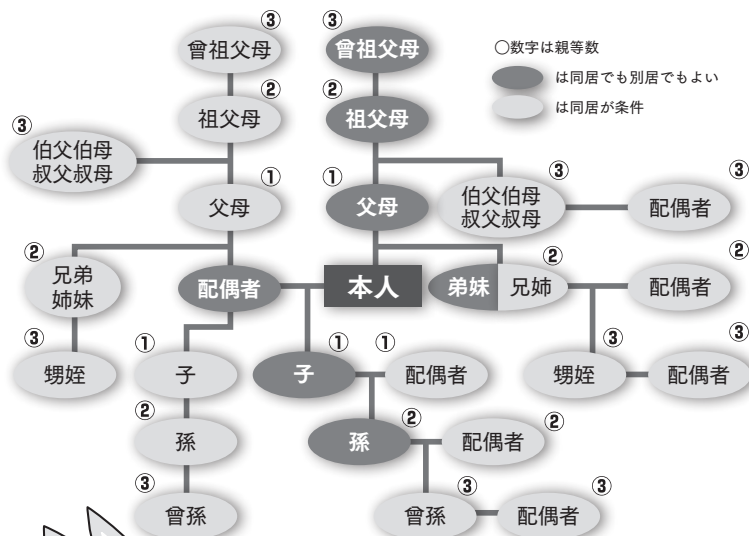 ③
曾祖父母
③
曾祖父母
○数字は親等数
は同居でも別居でもよい
は同居が条件
②
祖父母
②
祖父母
③
伯父伯母
叔父叔母
①
父母
①
父母
③
伯父伯母
叔父叔母
③
配偶者
②
兄弟
姉妹
配偶者
本人
②
弟妹 兄姉
②
配偶者
③
甥姪
①
子
①
子
①
配偶者
③
甥姪
③
配偶者
②
孫
②
孫
②
配偶者
③
曾孫
③
曾孫
③
配偶者